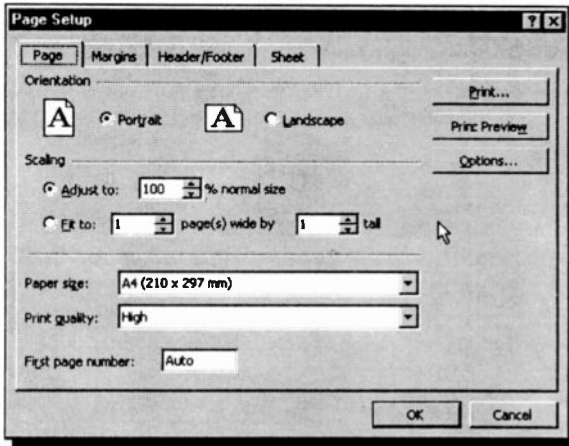 Page Setup
Page Margins Header/Footer Sheet
Orientation
A Portrait A Landscape
Print...
Print Preview
Options...
Scaling
Adjust to: 100 % normal size
Fit to: 1 page(s) wide by 1 tall
Paper size: A4 (210 x 297 mm)
Print quality: High
First page number: Auto
OK Cancel